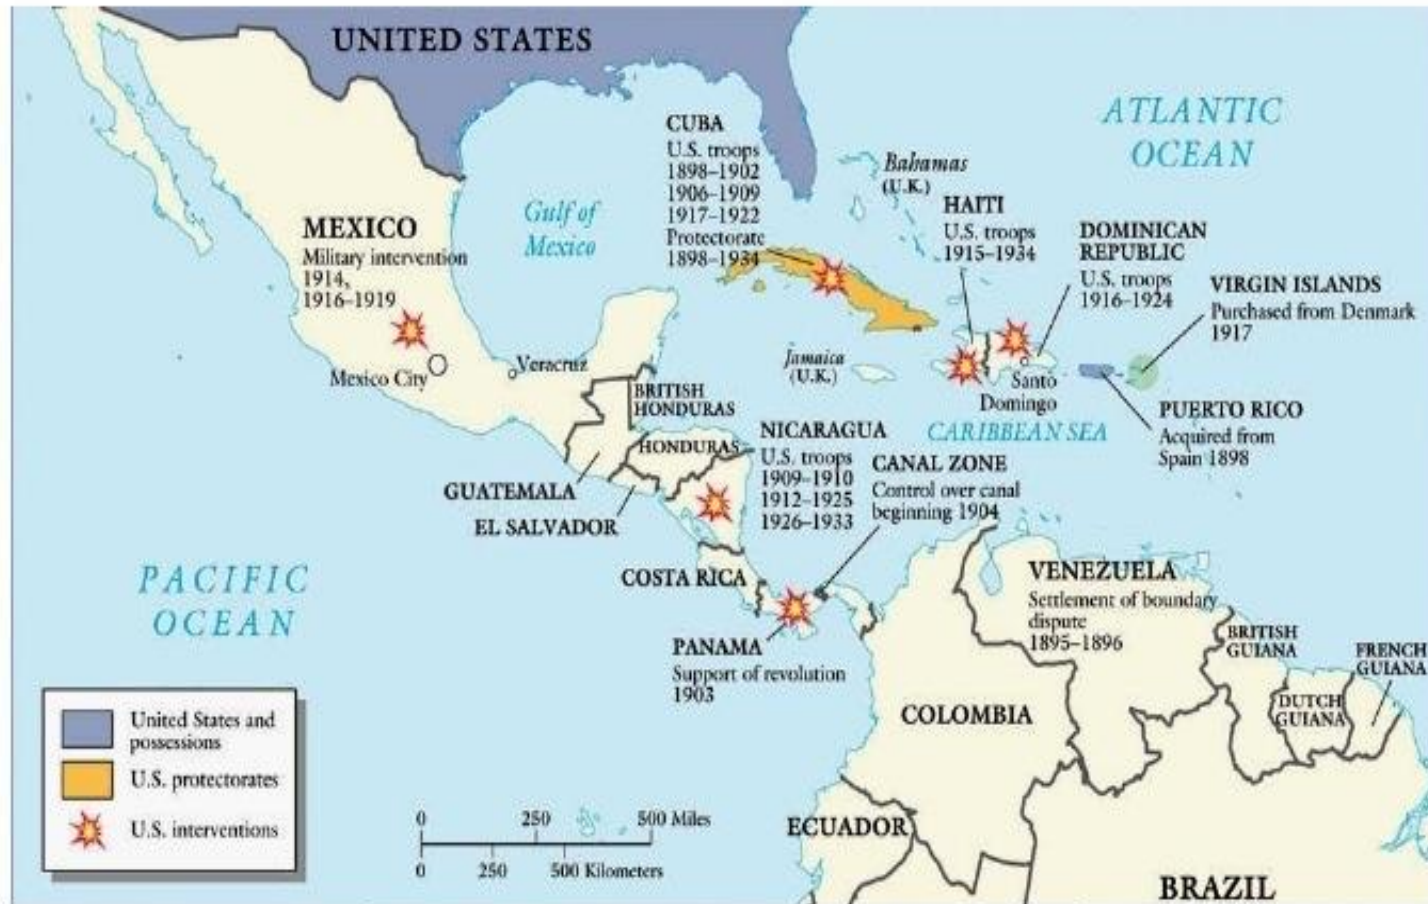 UNITED STATES
ATLANTIC
OCEAN
CUBA
U.S. troops
1898–1902
1906–1909
1917–1922
Protectorate
1898–1934
Bahamas
(U.K.)
Gulf of
Mexico
HAITI
U.S. troops
1915–1934
MEXICO
Military intervention
1914,
1916–1919
DOMINICAN
REPUBLIC
U.S. troops
1916–1924
VIRGIN ISLANDS
Purchased from Denmark
1917
Mexico City
Veracruz
Jamaica
(U.K.)
Santo
Domingo
BRITISH
HONDURAS
PUERTO RICO
Acquired from
Spain 1898
CARIBBEAN SEA
HONDURAS
NICARAGUA
U.S. troops
1909–1910
1912–1925
1926–1933
CANAL ZONE
Control over canal
beginning 1904
GUATEMALA
EL SALVADOR
PACIFIC
OCEAN
COSTA RICA
VENEZUELA
Settlement of boundary
dispute
1895–1896
PANAMA
Support of revolution
1903
BRITISH
GUIANA
FRENCH
GUIANA
DUTCH
GUIANA
COLOMBIA
United States and
possessions
U.S. protectorates
U.S. interventions
0 250 500 Miles
0 250 500 Kilometers
ECUADOR
BRAZIL